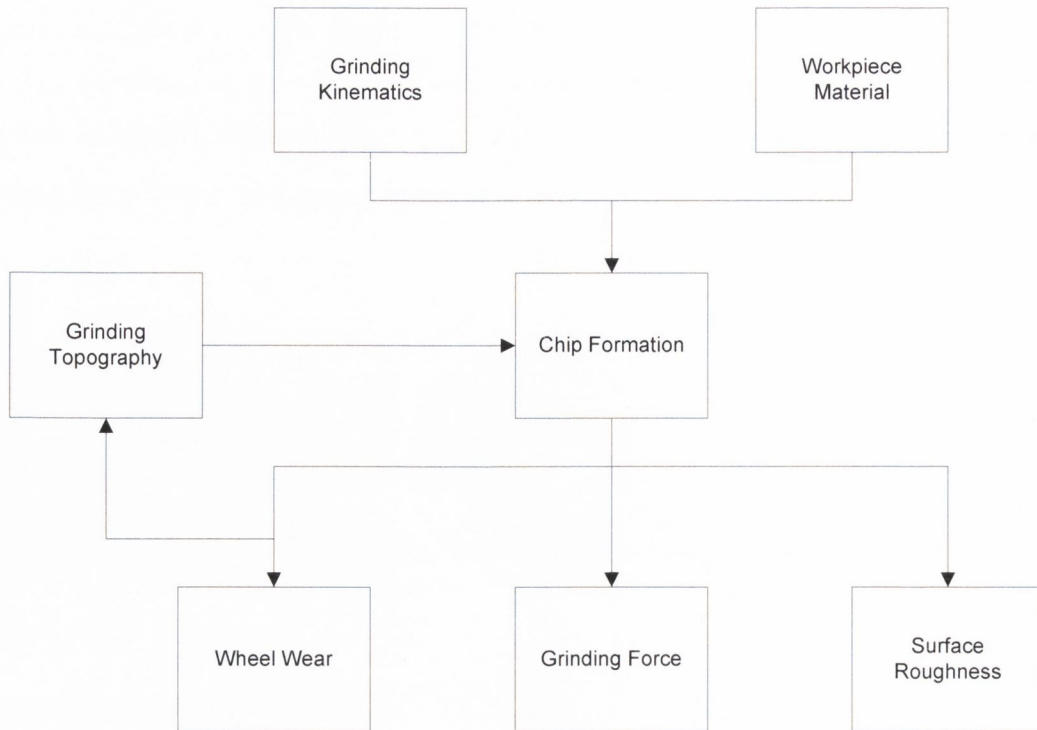 Grinding
Kinematics
Workpiece
Material
Grinding
Topography
Chip Formation
Wheel Wear
Grinding Force
Surface
Roughness